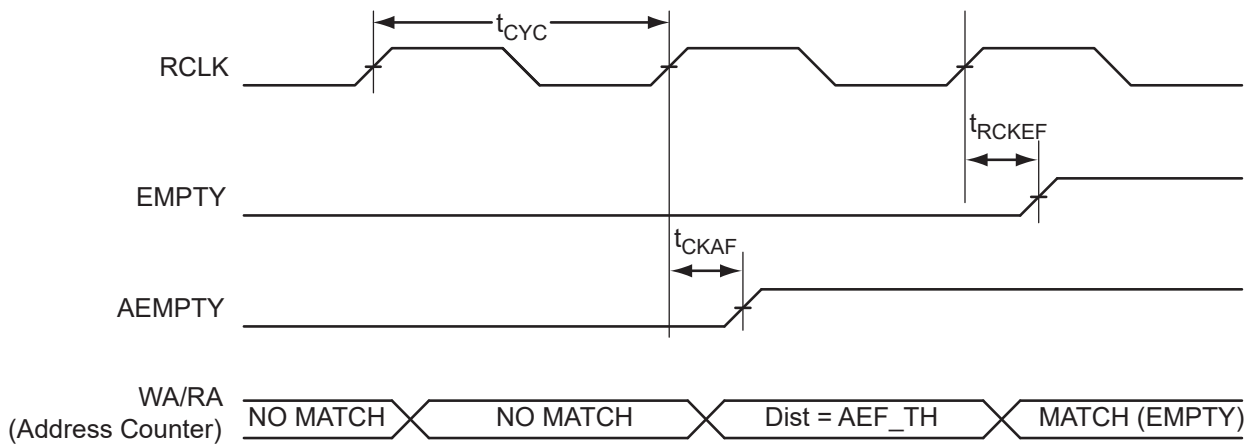 tCYC
RCLK
tRCKEF
EMPTY
tCKAF
AEMPTY
WA/RA
(Address Counter)
NO MATCH NO MATCH Dist = AEF_TH MATCH (EMPTY)